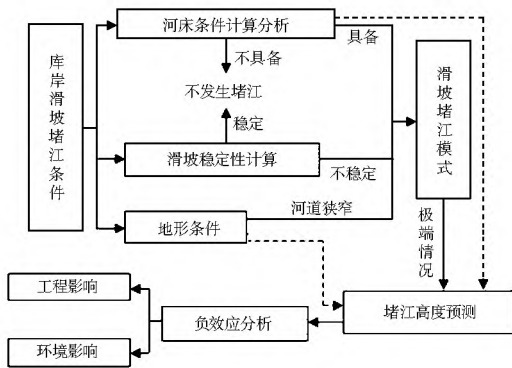 河床条件计算分析
具备
不具备
库岸滑坡堵江条件
不发生堵江
滑坡堵江模式
稳定
滑坡稳定性计算
不稳定
河道狭窄
地形条件
极端情况
工程影响
负效应分析
堵江高度预测
环境影响